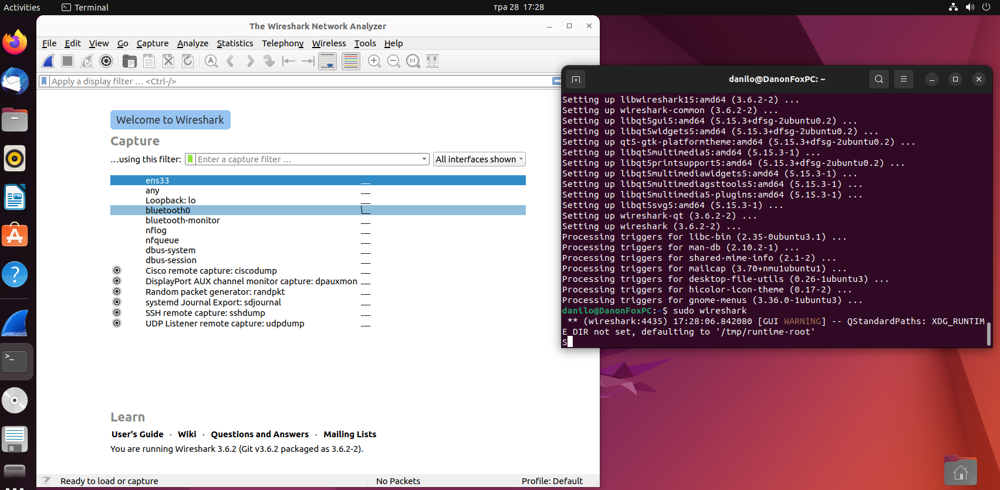 Activities
Terminal
тра 28 17:28
The Wireshark Network Analyzer
File Edit View Go Capture Analyze Statistics Telephony Wireless Tools Help
Apply a display filter … <Ctrl-/>
Welcome to Wireshark
Capture
…using this filter: Enter a capture filter … All interfaces shown
ens33
any
Loopback: lo
bluetooth0
bluetooth-monitor
nflog
nfqueue
dbus-system
dbus-session
Cisco remote capture: ciscodump
DisplayPort AUX channel monitor capture: dpauxmon
Random packet generator: randpkt
systemd Journal Export: sdjournal
SSH remote capture: sshdump
UDP Listener remote capture: udpdump
Learn
User's Guide · Wiki · Questions and Answers · Mailing Lists
You are running Wireshark 3.6.2 (Git v3.6.2 packaged as 3.6.2-2).
Ready to load or capture
No Packets
Profile: Default
danilo@DanonFoxPC: ~
Setting up libwireshark15:amd64 (3.6.2-2) ...
Setting up wireshark-common (3.6.2-2) ...
Setting up libqt5gui5:amd64 (5.15.3+dfsg-2ubuntu0.2) ...
Setting up libqt5widgets5:amd64 (5.15.3+dfsg-2ubuntu0.2) ...
Setting up qt5-gtk-platformtheme:amd64 (5.15.3+dfsg-2ubuntu0.2) ...
Setting up libqt5multimedia5:amd64 (5.15.3-1) ...
Setting up libqt5printsupport5:amd64 (5.15.3+dfsg-2ubuntu0.2) ...
Setting up libqt5multimediawidgets5:amd64 (5.15.3-1) ...
Setting up libqt5multimediagsttools5:amd64 (5.15.3-1) ...
Setting up libqt5multimedia5-plugins:amd64 (5.15.3-1) ...
Setting up libqt5svg5:amd64 (5.15.3-1) ...
Setting up wireshark-qt (3.6.2-2) ...
Setting up wireshark (3.6.2-2) ...
Processing triggers for libc-bin (2.35-0ubuntu3.1) ...
Processing triggers for man-db (2.10.2-1) ...
Processing triggers for shared-mime-info (2.1-2) ...
Processing triggers for mailcap (3.70+nmu1ubuntu1) ...
Processing triggers for desktop-file-utils (0.26-1ubuntu3) ...
Processing triggers for hicolor-icon-theme (0.17-2) ...
Processing triggers for gnome-menus (3.36.0-1ubuntu3) ...
danilo@DanonFoxPC:~$ sudo wireshark
** (wireshark:4435) 17:28:06.842080 [GUI WARNING] -- QStandardPaths: XDG_RUNTIM
E_DIR not set, defaulting to '/tmp/runtime-root'
S